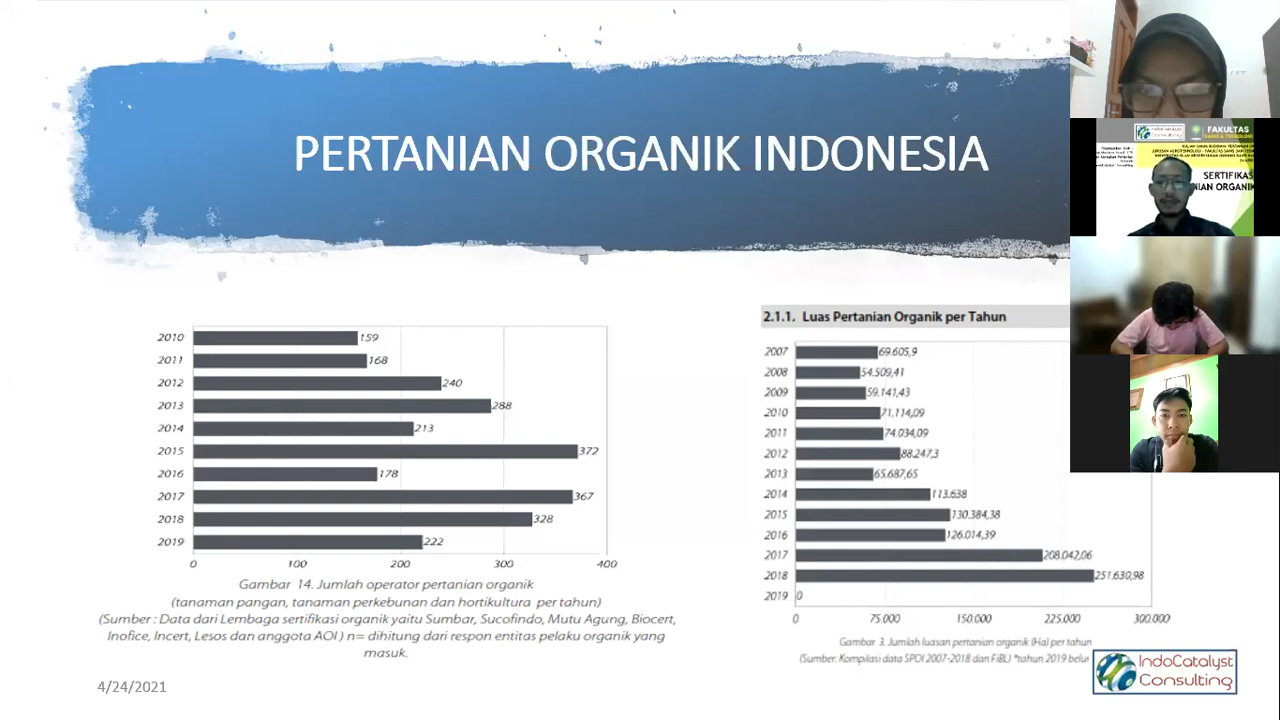 PERTANAN ORGANIK INDONESIA
2010 159
2011 168
2012 240
2013 288
2014 213
2015 372
2016 178
2017 367
2018 328
2019 222
0 100 200 300 400
Gambar 14. Jumlah operator pertanian organik
(tanaman pangan, tanaman perkebunan dan hortikultura per tahun)
(Sumber : Data dari Lembaga sertifikasi organik yaitu Sumbar, Sucofindo, Mutu Agung, Biocert,
Inofice, Incert, Lesos dan anggota AOI ) n= dihitung dari respon entitas pelaku organik yang
masuk.
4/24/2021
2.1.1. Luas Pertanian Organik per Tahun
2007 69.605,9
2008 54.509,41
2009 59.141,43
2010 71.114,09
2011 74.034,09
2012 88.247,3
2013 65.687,65
2014 113.638
2015 130.384,38
2016 126.014,39
2017 208.042,06
2018 251.630,98
2019 0
0 75.000 150.000 225.000 300.000
Gambar 3. Jumlah luasan pertanian organik (Ha) per tahun
(Sumber: Kompilasi data SPOI 2007-2018 dan FiBL) *tahun 2019 belu
IndoCatalyst
Consulting
IndoCatalyst
Consulting
FAKULTAS
SERTIFIKAS
NIAN ORGANIK